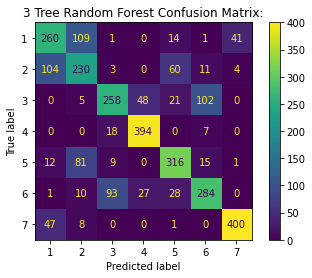 3 Tree Random Forest Confusion Matrix:
1 260 109 1 0 14 1 41
2 104 230 3 0 60 11 4
3 0 5 258 48 21 102 0
4 0 0 18 394 0 7 0
5 12 81 9 0 316 15 1
6 1 10 93 27 28 284 0
7 47 8 0 0 1 0 400
1 2 3 4 5 6 7
True label
Predicted label
400
350
300
250
200
150
100
50
0